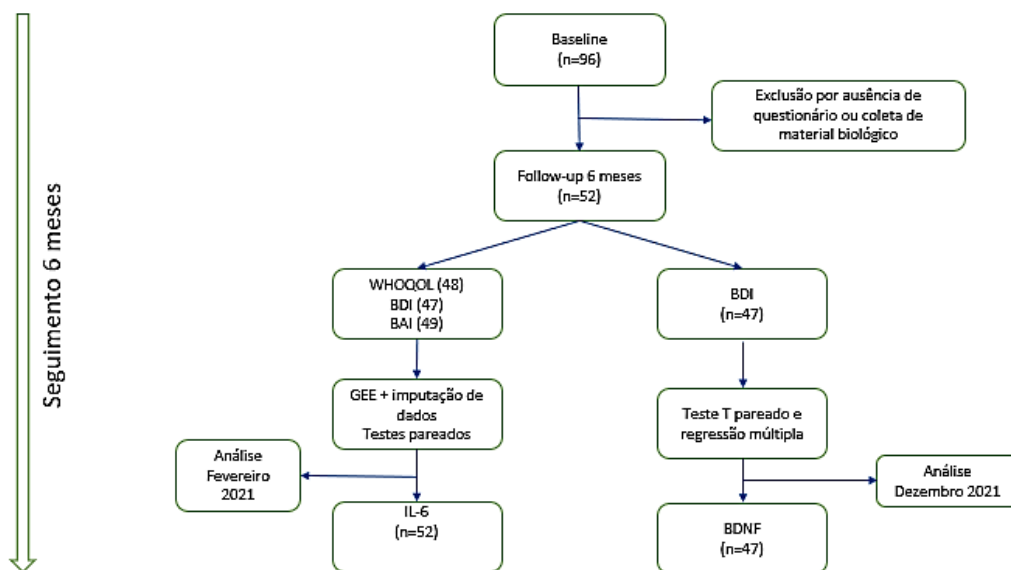 Seguimento 6 meses
Baseline
(n=96)
Exclusão por ausência de
questionário ou coleta de
material biológico
Follow-up 6 meses
(n=52)
WHOQOL (48)
BDI (47)
BAI (49)
BDI
(n=47)
GEE + imputação de
dados
Testes pareados
Teste T pareado e
regressão múltipla
Análise
Fevereiro
2021
Análise
Dezembro 2021
IL-6
(n=52)
BDNF
(n=47)